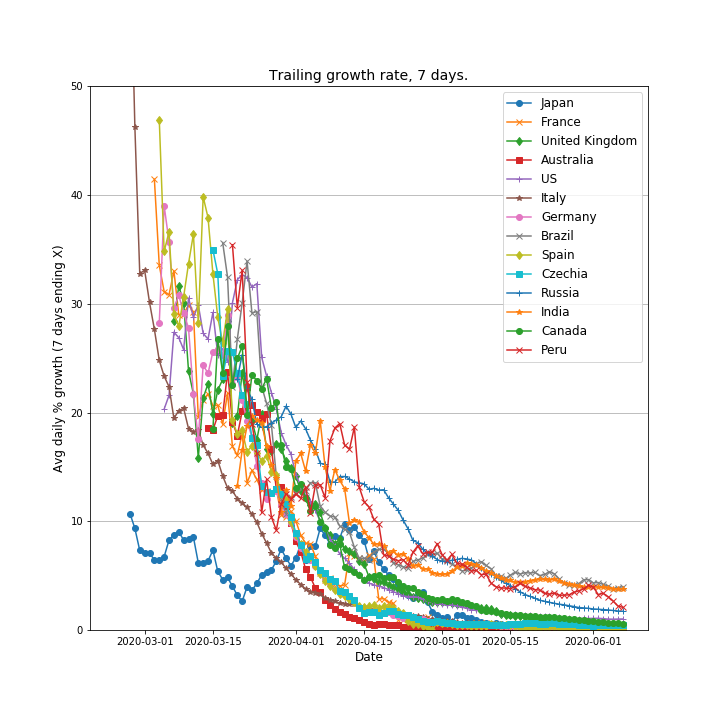 Trailing growth rate, 7 days.
Avg daily % growth (7 days ending X)
50
40
30
20
10
0
Japan
France
United Kingdom
Australia
US
Italy
Germany
Brazil
Spain
Czechia
Russia
India
Canada
Peru
2020-03-01 2020-03-15 2020-04-01 2020-04-15 2020-05-01 2020-05-15 2020-06-01
Date